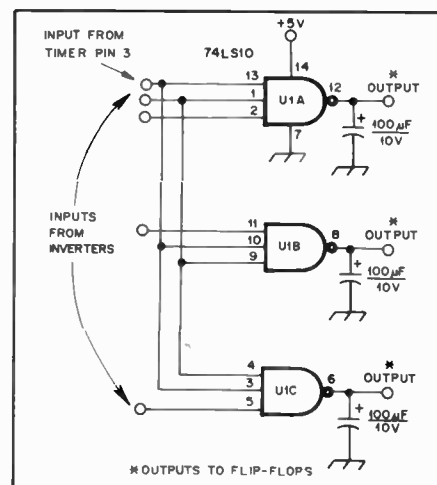 INPUT FROM
TIMER PIN 3
74LS10
+5V
14
13
1
2
U1A
12
*
OUTPUT
7
+
100µF
10V
INPUTS
FROM
INVERTERS
11
10
9
U1B
8
*
OUTPUT
+
100µF
10V
4
3
5
U1C
6
*
OUTPUT
+
100µF
10V
*OUTPUTS TO FLIP-FLOPS